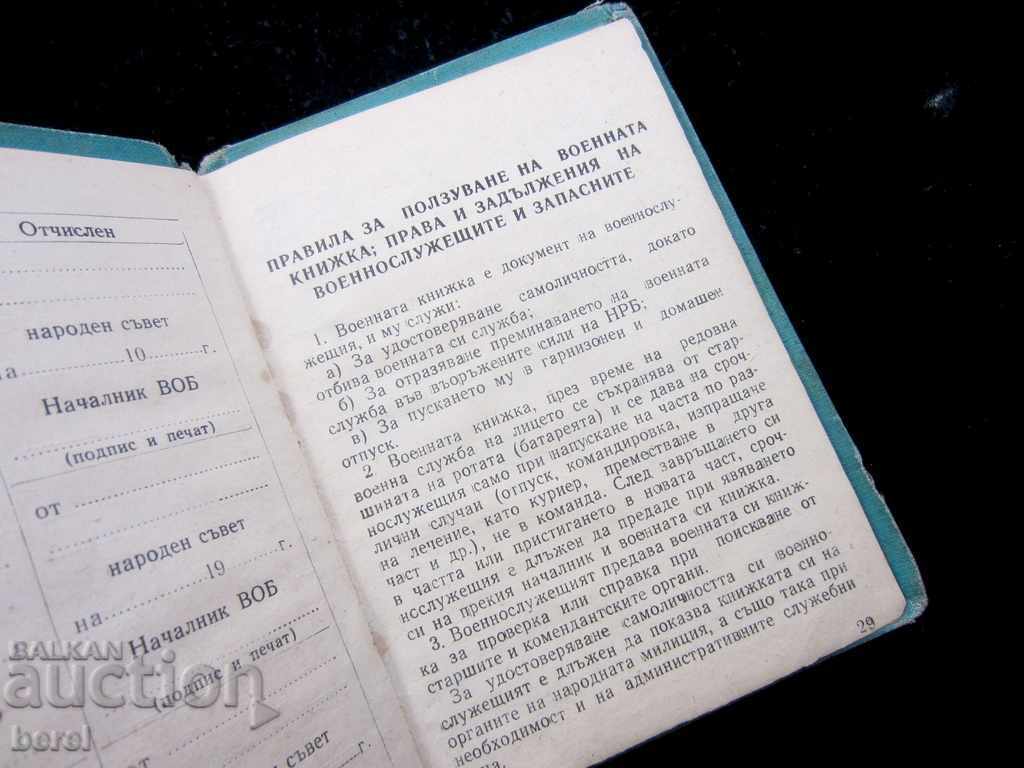 Отчислен
народен съвет
на 10 г.
Началник ВОБ
(подпис и печат)
от
народен съвет
на 19 г.
Началник ВОБ
(подпис и печат)
съвет
г.
ПРАВИЛА ЗА ПОЛЗУВАНЕ НА ВОЕННАТА
КНИЖКА; ПРАВА И ЗАДЪЛЖЕНИЯ НА
ВОЕННОСЛУЖЕЩИТЕ И ЗАПАСНИТЕ
1. Военната книжка е документ на военнослу-
жещия, и му служи:
а) За удостоверяване самоличността, докато
отбива военната си служба;
б) За отразяване преминаването на военната
служба във въоръжените сили на НРБ;
в) За пускането му в гарнизонен и домашен
отпуск.
2 Военната книжка, през време на редовна
военна служба на лицето се съхранява от стар-
шината на ротата (батареята) и се дава на сроч-
нослужещия само при напускане на частта по раз-
лични случаи (отпуск, командировка, изпращане
на лечение, като куриер, преместване в друга
част и др.), не в команда. След завръщането си
в частта или пристигането в новата част, сроч-
нослужещия е длъжен да предаде при явяването
си на прекия началник и военната си книжка.
3. Военнослужещият предава военната си книж-
ка за проверка или справка при поискване от
старшите и комендантските органи.
За удостоверяване самоличността си военно-
служещият е длъжен да показва книжката си на
органите на народната милиция, а също така при
необходимост и на административните служебни
29
BALKAN
auction
berel